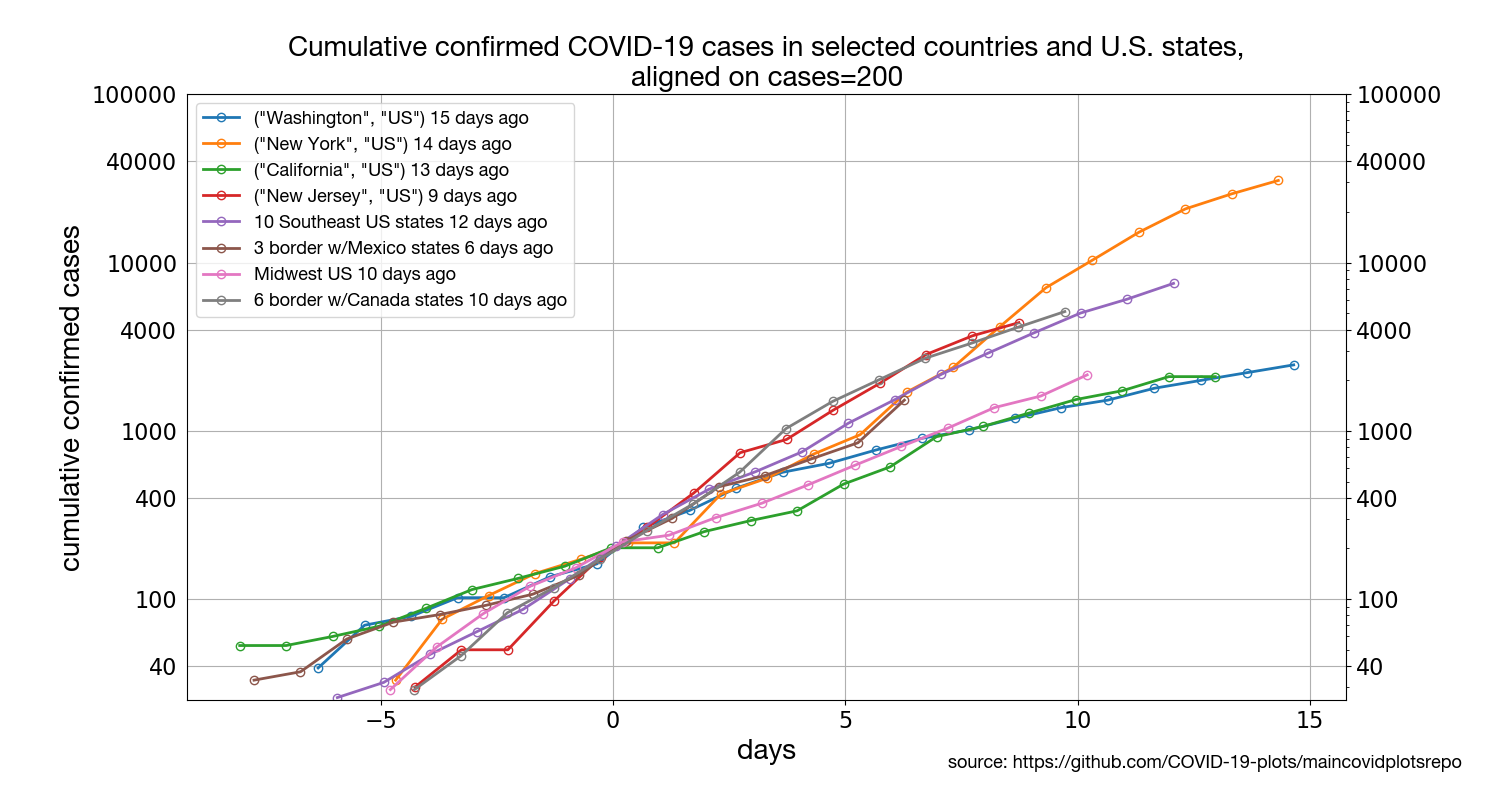 Cumulative confirmed COVID-19 cases in selected countries and U.S. states,
aligned on cases=200
100000
40000
10000
4000
1000
400
100
40
cumulative confirmed cases
("Washington", "US") 15 days ago
("New York", "US") 14 days ago
("California", "US") 13 days ago
("New Jersey", "US") 9 days ago
10 Southeast US states 12 days ago
3 border w/Mexico states 6 days ago
Midwest US 10 days ago
6 border w/Canada states 10 days ago
100000
40000
10000
4000
1000
400
100
40
−5 0 5 10 15
days
source: https://github.com/COVID-19-plots/maincovidplotsrepo